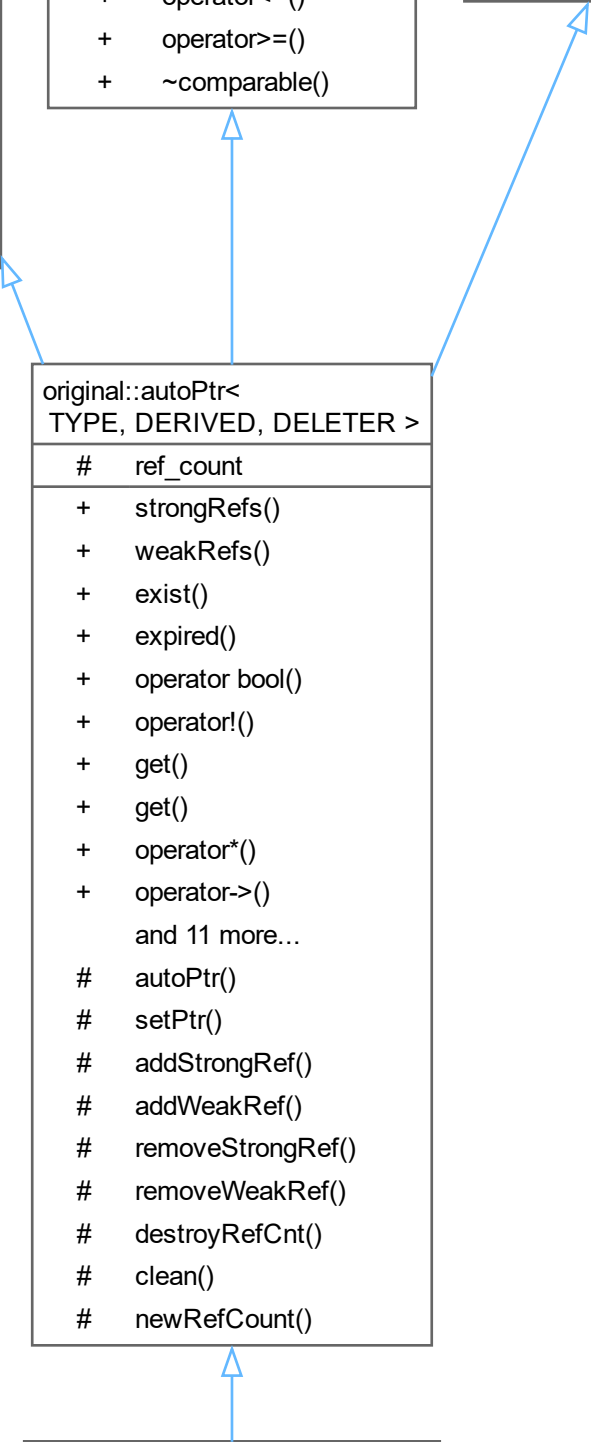 + operator<=()
+ operator>=()
+ ~comparable()
original::autoPtr<
TYPE, DERIVED, DELETER >
# ref_count
+ strongRefs()
+ weakRefs()
+ exist()
+ expired()
+ operator bool()
+ operator!()
+ get()
+ get()
+ operator*()
+ operator->()
and 11 more...
# autoPtr()
# setPtr()
# addStrongRef()
# addWeakRef()
# removeStrongRef()
# removeWeakRef()
# destroyRefCnt()
# clean()
# newRefCount()